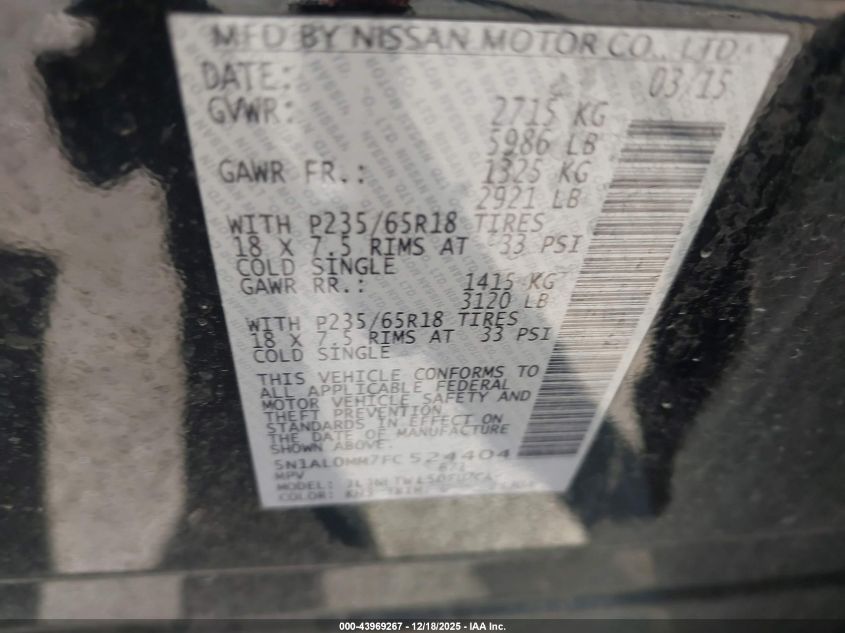 MFD BY NISSAN MOTOR CO., LTD.
DATE: 03/15
GVWR: 2715 KG
5986 LB
GAWR FR.: 1325 KG
2921 LB
WITH P235/65R18 TIRES
18 X 7.5 RIMS AT 33 PSI
COLD SINGLE
GAWR RR.: 1415 KG
3120 LB
WITH P235/65R18 TIRES
18 X 7.5 RIMS AT 33 PSI
COLD SINGLE
THIS VEHICLE CONFORMS TO
ALL APPLICABLE FEDERAL
MOTOR VEHICLE SAFETY AND
THEFT PREVENTION
STANDARDS IN EFFECT ON
THE DATE OF MANUFACTURE
SHOWN ABOVE.
5N1AL0MM7FC524404
MPV
MODEL:
COLOR: KH3
000-43969267 - 12/18/2025 - IAA Inc.